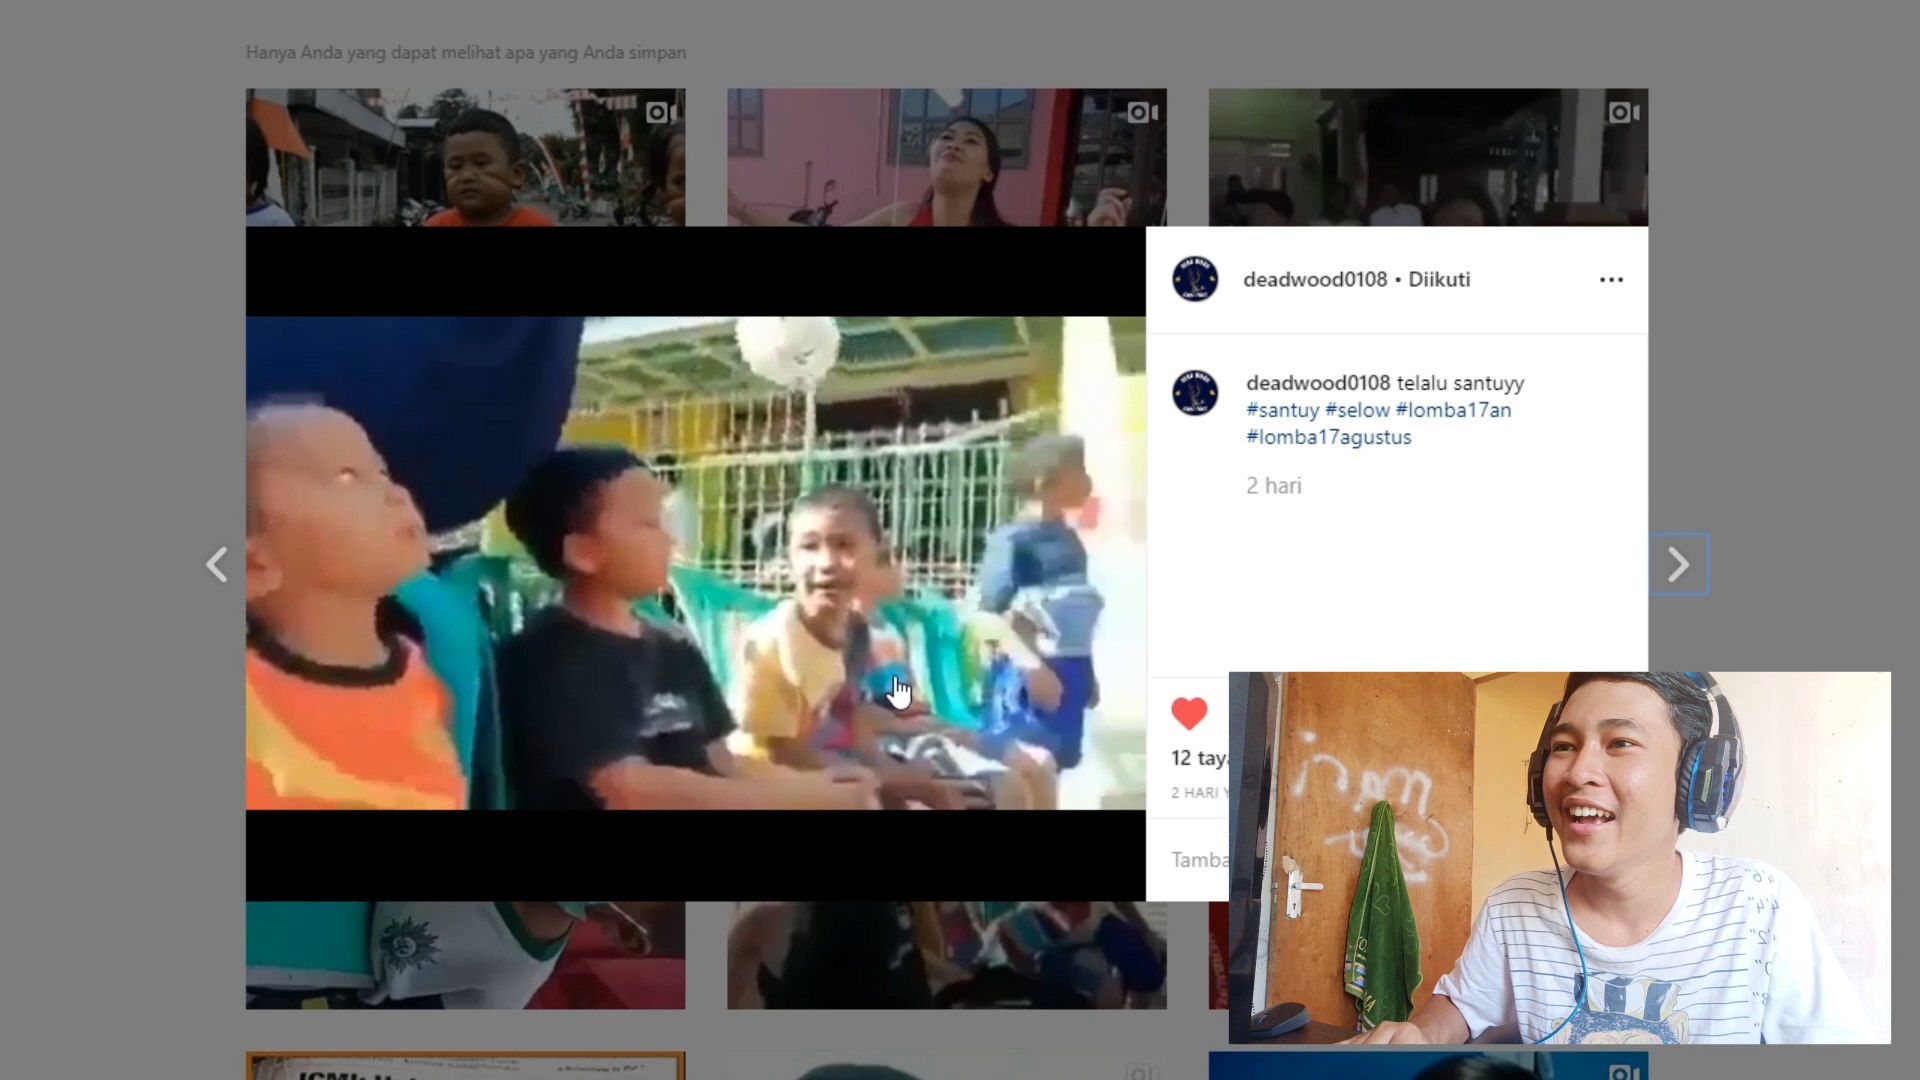 Hanya Anda yang dapat melihat apa yang Anda simpan
deadwood0108 • Diikuti
deadwood0108 telalu santuyy
#santuy #selow #lomba17an
#lomba17agustus
2 hari
12 tay
2 HARI
Tamba